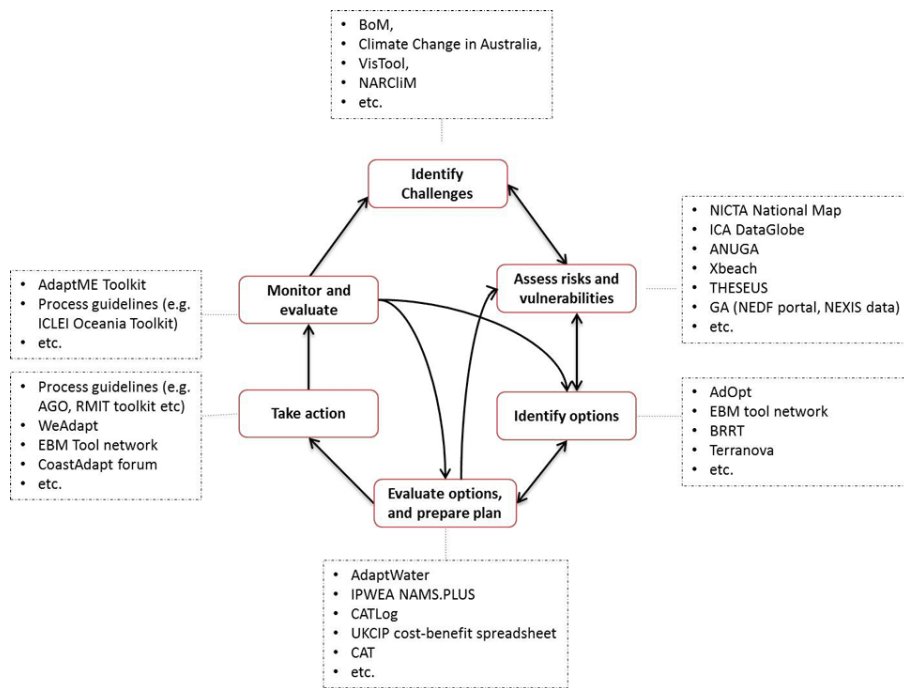 • BoM,
• Climate Change in Australia,
• VisTool,
• NARCliM
• etc.
Identify
Challenges
• NICTA National Map
• ICA DataGlobe
• ANUGA
• Xbeach
• THESEUS
• GA (NEDF portal, NEXIS data)
• etc.
Assess risks and
vulnerabilities
Monitor and
evaluate
• AdaptME Toolkit
• Process guidelines (e.g.
ICLEI Oceania Toolkit)
• etc.
• Process guidelines (e.g.
AGO, RMIT toolkit etc)
• WeAdapt
• EBM Tool network
• CoastAdapt forum
• etc.
Take action
Identify options
• AdOpt
• EBM tool network
• BRRT
• Terranova
• etc.
Evaluate options,
and prepare plan
• AdaptWater
• IPWEA NAMS.PLUS
• CATLog
• UKCIP cost-benefit spreadsheet
• CAT
• etc.